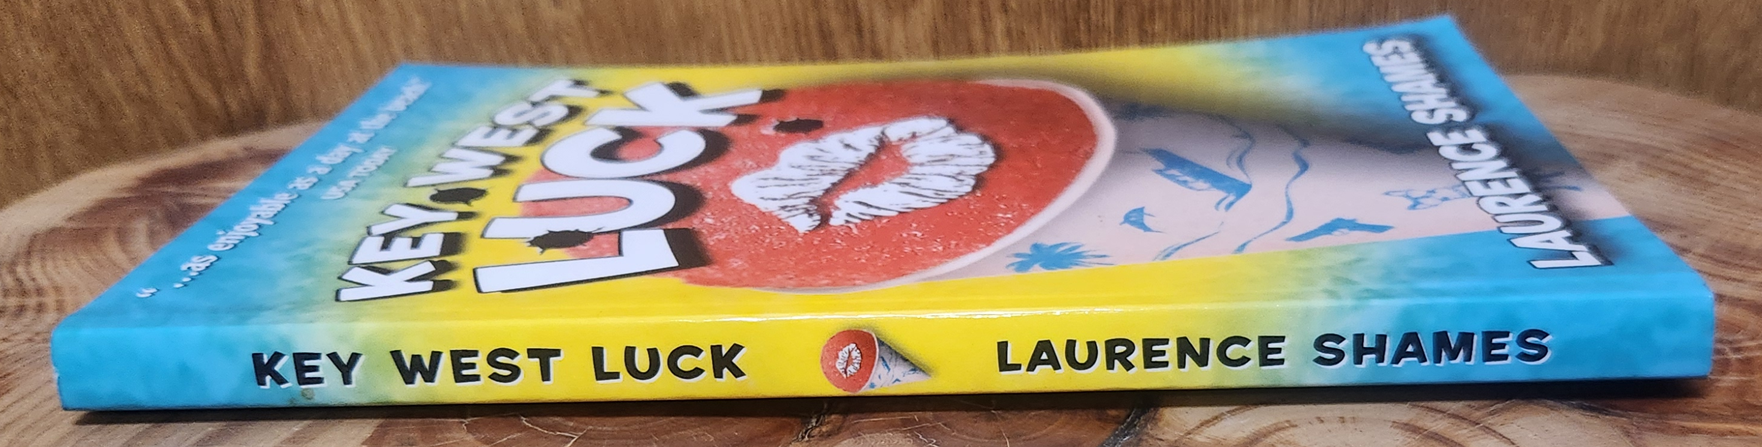 "...as enjoyable as a day at the beach"
USA TODAY
KEY WEST
LUCK
LAURENCE SHAMES
KEY WEST LUCK LAURENCE SHAMES